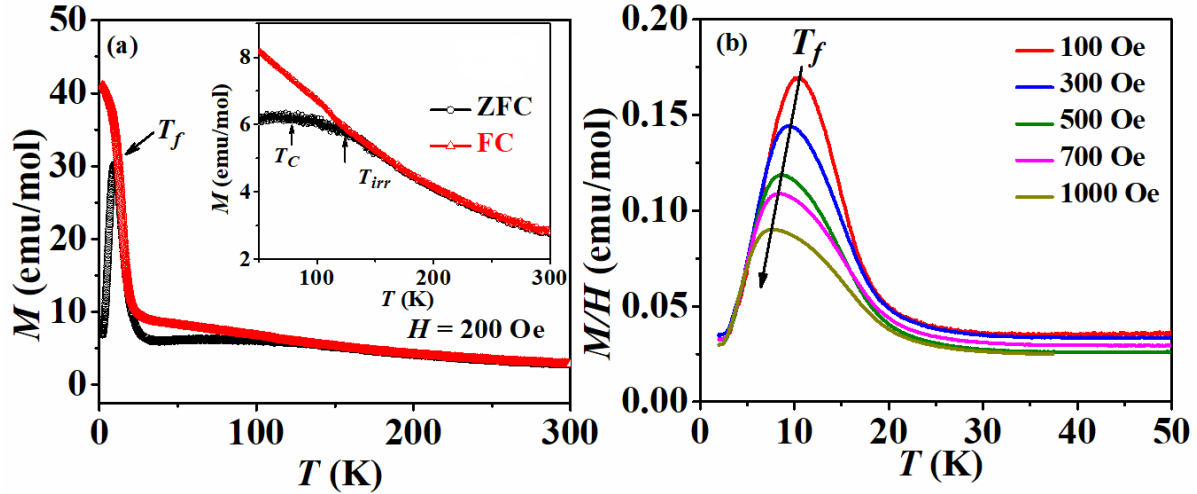 (a)
50
40
30
20
10
0
M (emu/mol)
T_f
0 100 200 300
T (K)
H = 200 Oe
8
6
4
2
M (emu/mol)
ZFC
FC
T_C
T_irr
100 200 300
T (K)
(b)
0.20
0.15
0.10
0.05
0.00
M/H (emu/mol)
T_f
100 Oe
300 Oe
500 Oe
700 Oe
1000 Oe
0 10 20 30 40 50
T (K)